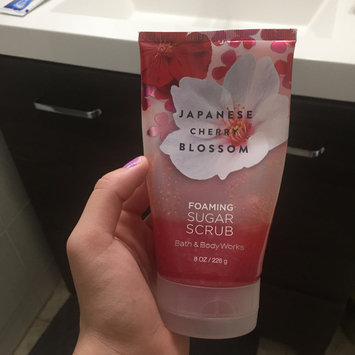 JAPANESE
CHERRY
BLOSSOM
FOAMING
SUGAR
SCRUB
Bath & Body Works
8 OZ / 226 g